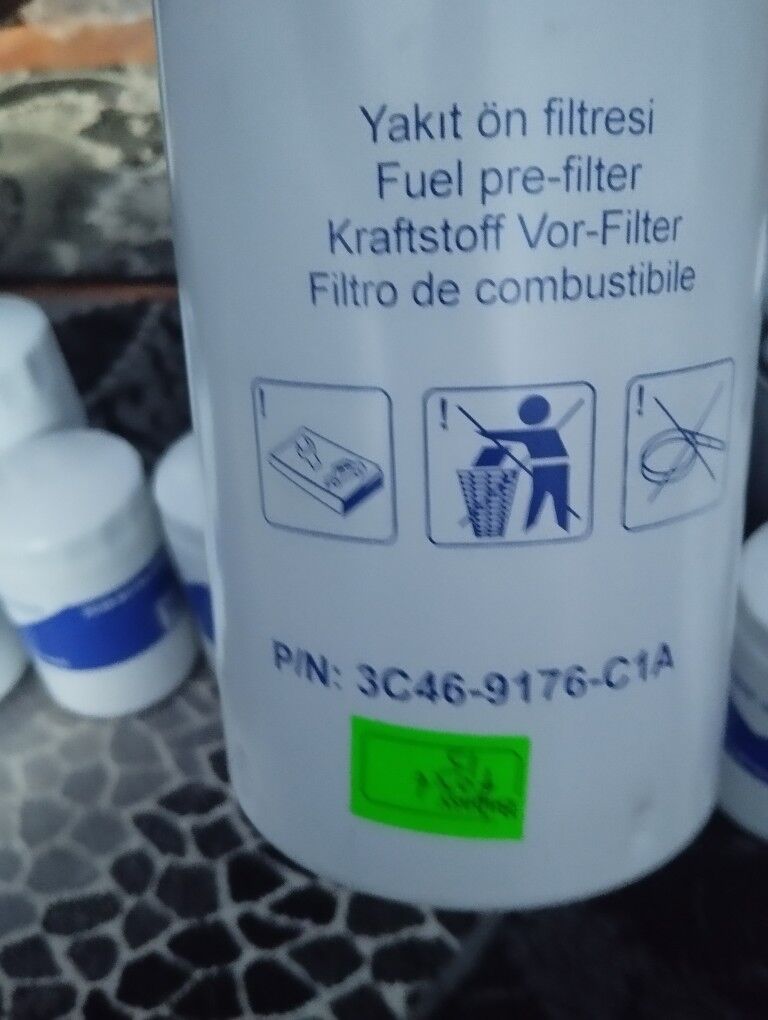 Yakıt ön filtresi
Fuel pre-filter
Kraftstoff Vor-Filter
Filtro de combustibile
!
!
!
P/N: 3C46-9176-C1A